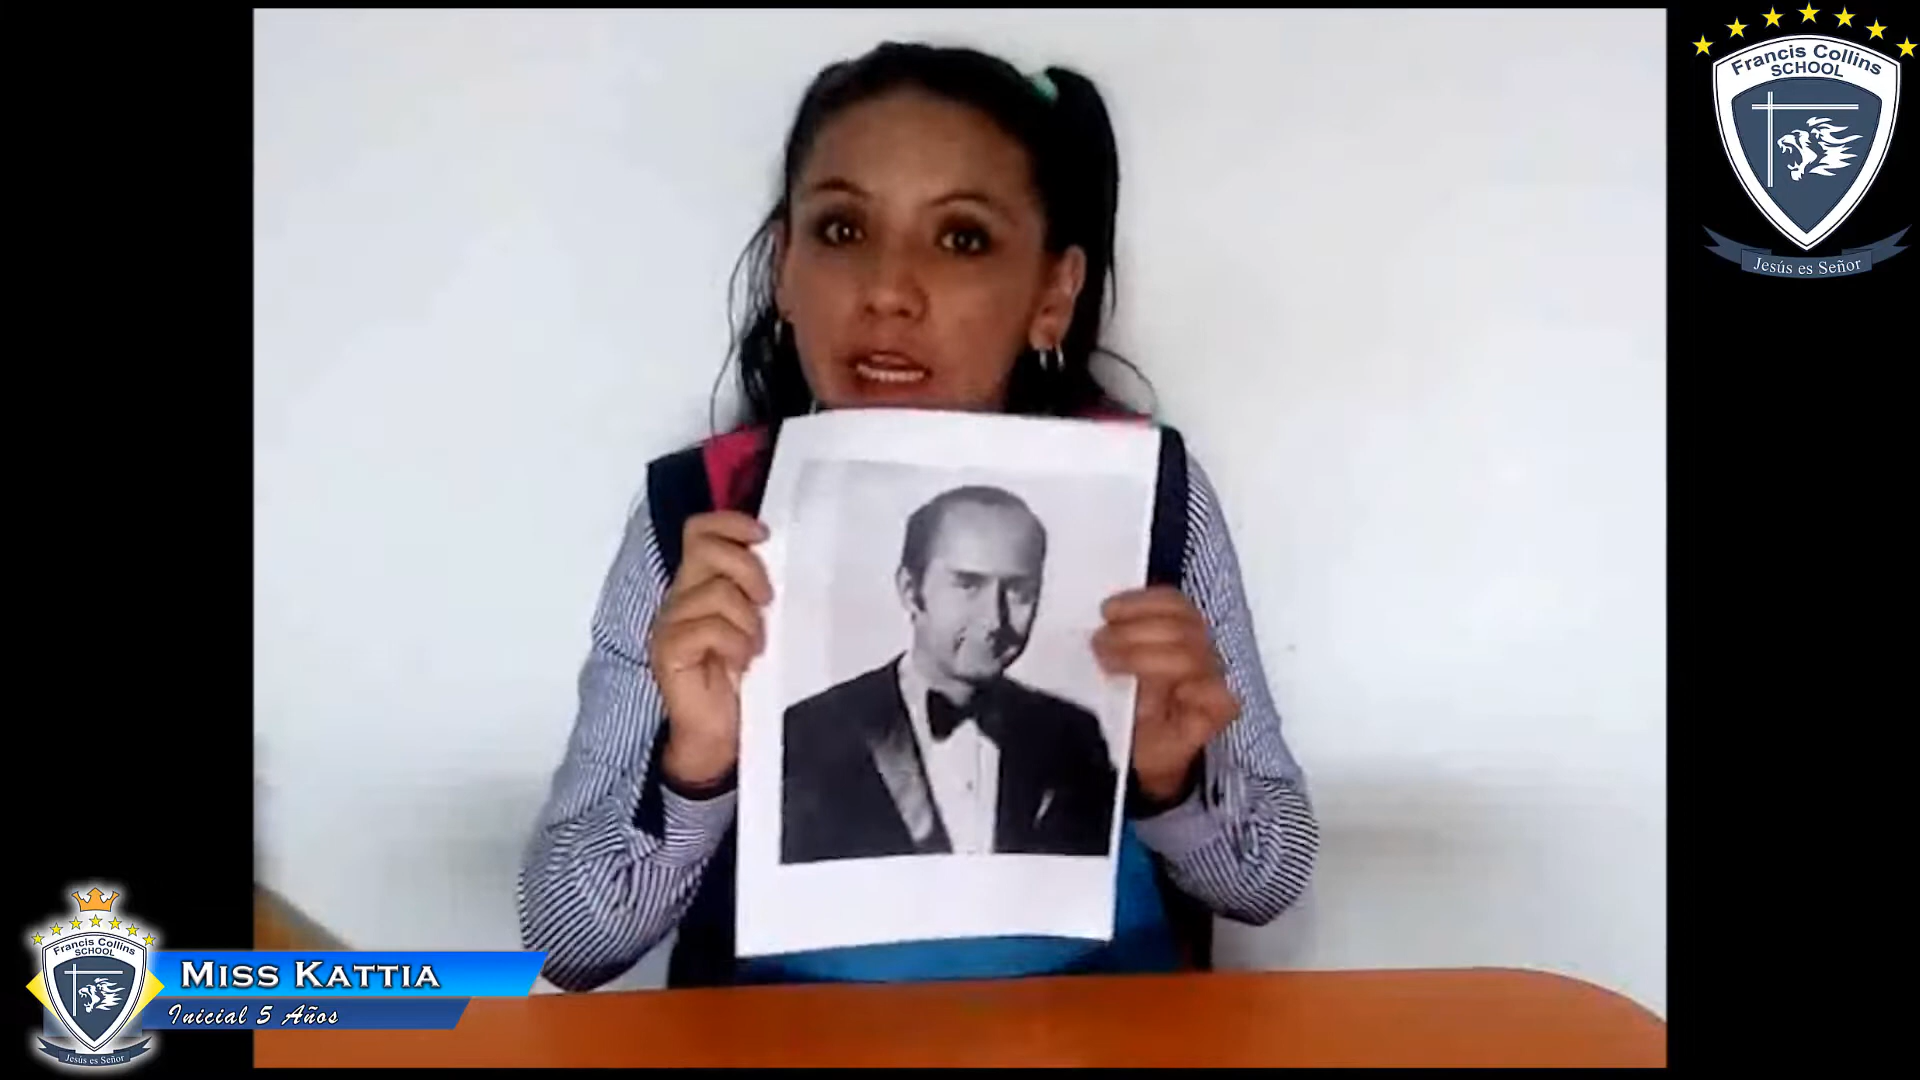 Francis Collins
SCHOOL
Jesús es Señor
Francis Collins
SCHOOL
Jesús es Señor
MISS KATTIA
Inicial 5 Años